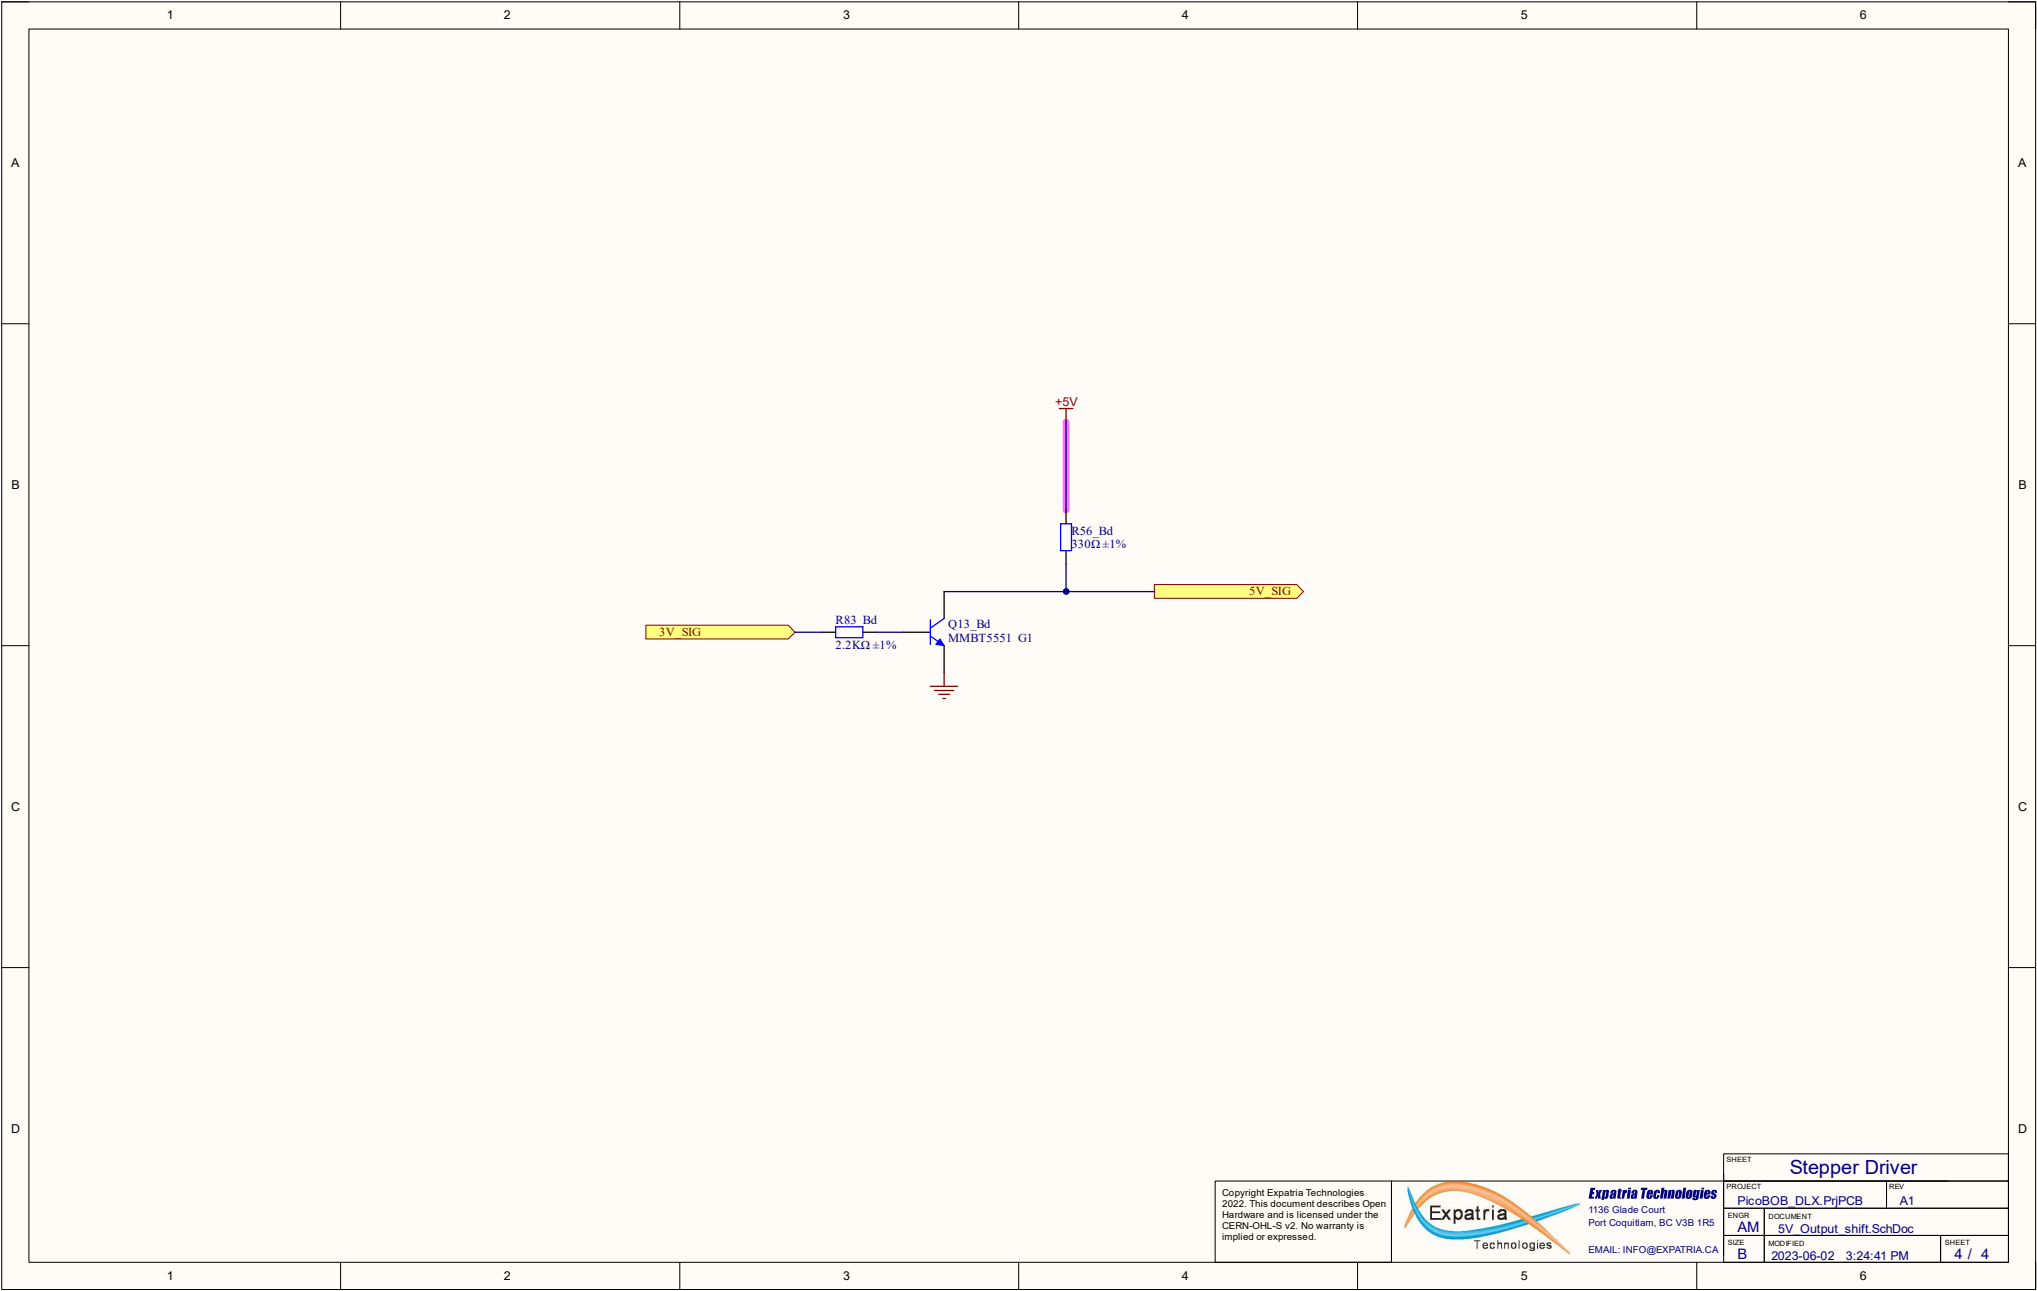 1 2 3 4 5 6
A A
+5V
B B
R56_Bd
330Ω ±1%
5V_SIG
R83_Bd
3V_SIG
2.2KΩ ±1%
Q13_Bd
MMBT5551_G1
C C
D D
Copyright Expatria Technologies
2022. This document describes Open
Hardware and is licensed under the
CERN-OHL-S v2. No warranty is
implied or expressed.
Expatria
Technologies
Expatria Technologies
1136 Glade Court
Port Coquitlam, BC V3B 1R5
EMAIL: INFO@EXPATRIA.CA
SHEET
Stepper Driver
PROJECT
PicoBOB_DLX.PrjPCB
REV
A1
ENGR
AM
DOCUMENT
5V_Output_shift.SchDoc
SIZE
B
MODIFIED
2023-06-02 3:24:41 PM
SHEET
4 / 4
1 2 3 4 5 6